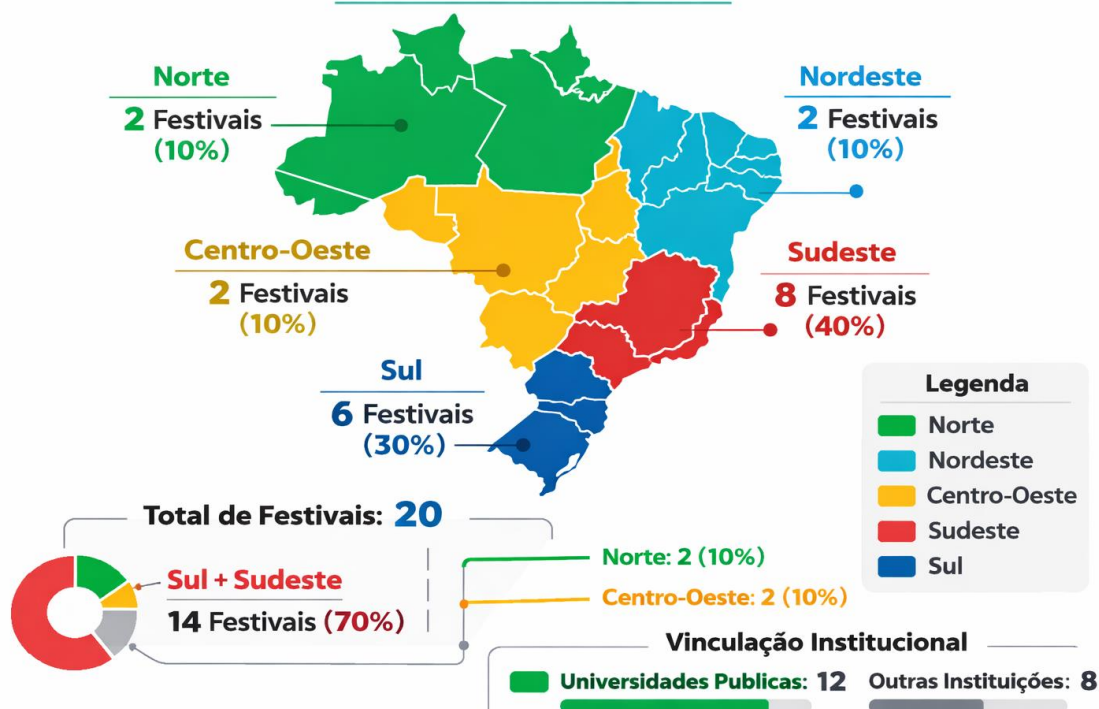 Norte
2 Festivais
(10%)
Nordeste
2 Festivais
(10%)
Centro-Oeste
2 Festivais
(10%)
Sudeste
8 Festivais
(40%)
Sul
6 Festivais
(30%)
Legenda
Norte
Nordeste
Centro-Oeste
Sudeste
Sul
Total de Festivais: 20
Sul + Sudeste
14 Festivais (70%)
Norte: 2 (10%)
Centro-Oeste: 2 (10%)
Vinculação Institucional
Universidades Publicas: 12
Outras Instituições: 8